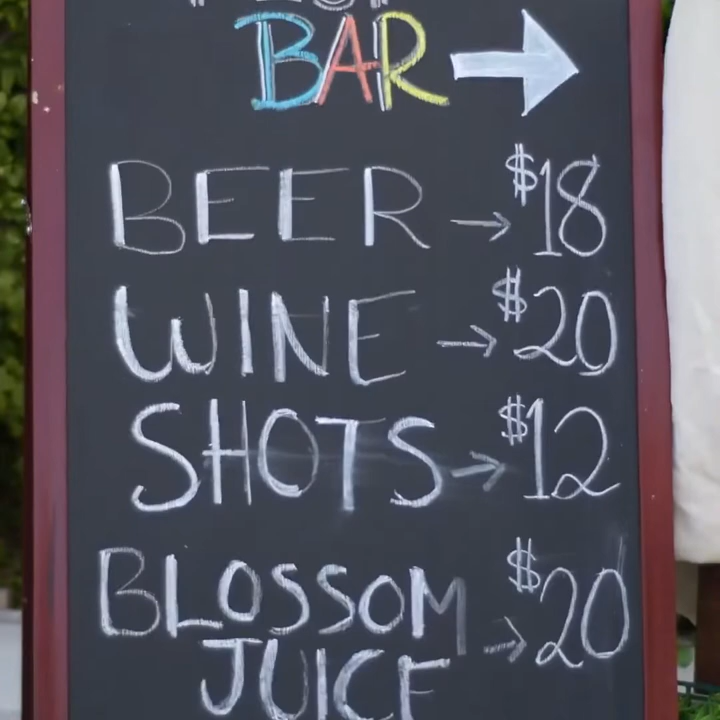 BAR
BEER → $18
WINE → $20
SHOTS → $12
BLOSSOM → $20
JUICE